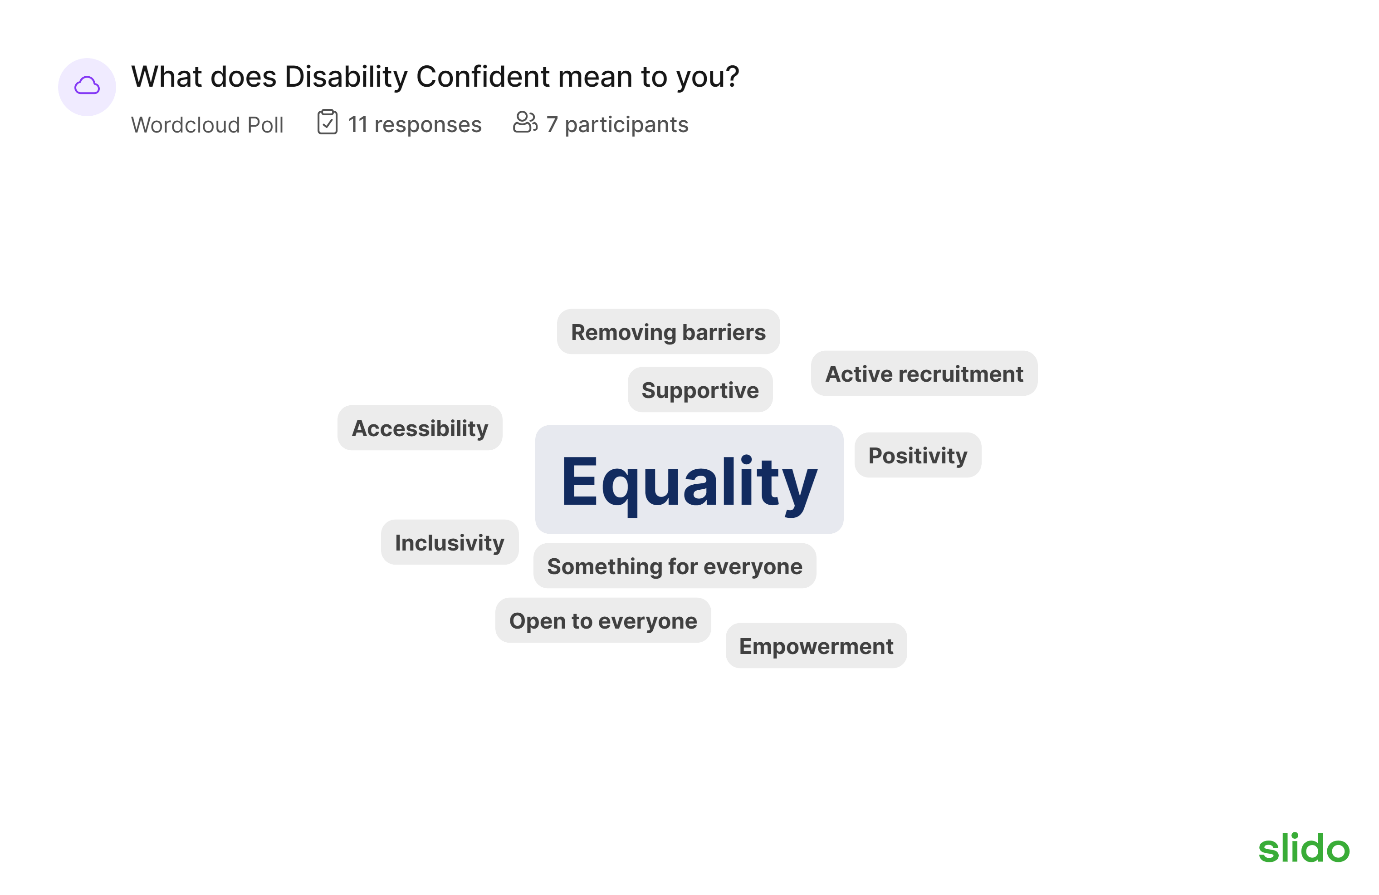 What does Disability Confident mean to you?
Wordcloud Poll 11 responses 7 participants
Removing barriers
Active recruitment
Supportive
Accessibility
Positivity
Equality
Inclusivity
Something for everyone
Open to everyone
Empowerment
slido